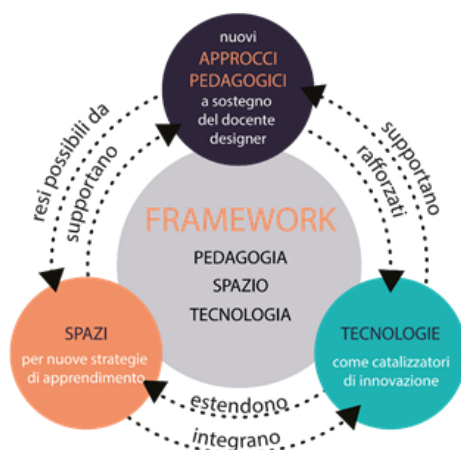 nuovi
APPROCCI
PEDAGOGICI
a sostegno
del docente
designer
resi possibili da
supportano
supportano
rafforzati
FRAMEWORK
PEDAGOGIA
SPAZIO
TECNOLOGIA
SPAZI
per nuove strategie
di apprendimento
TECNOLOGIE
come catalizzatori
di innovazione
estendono
integrano